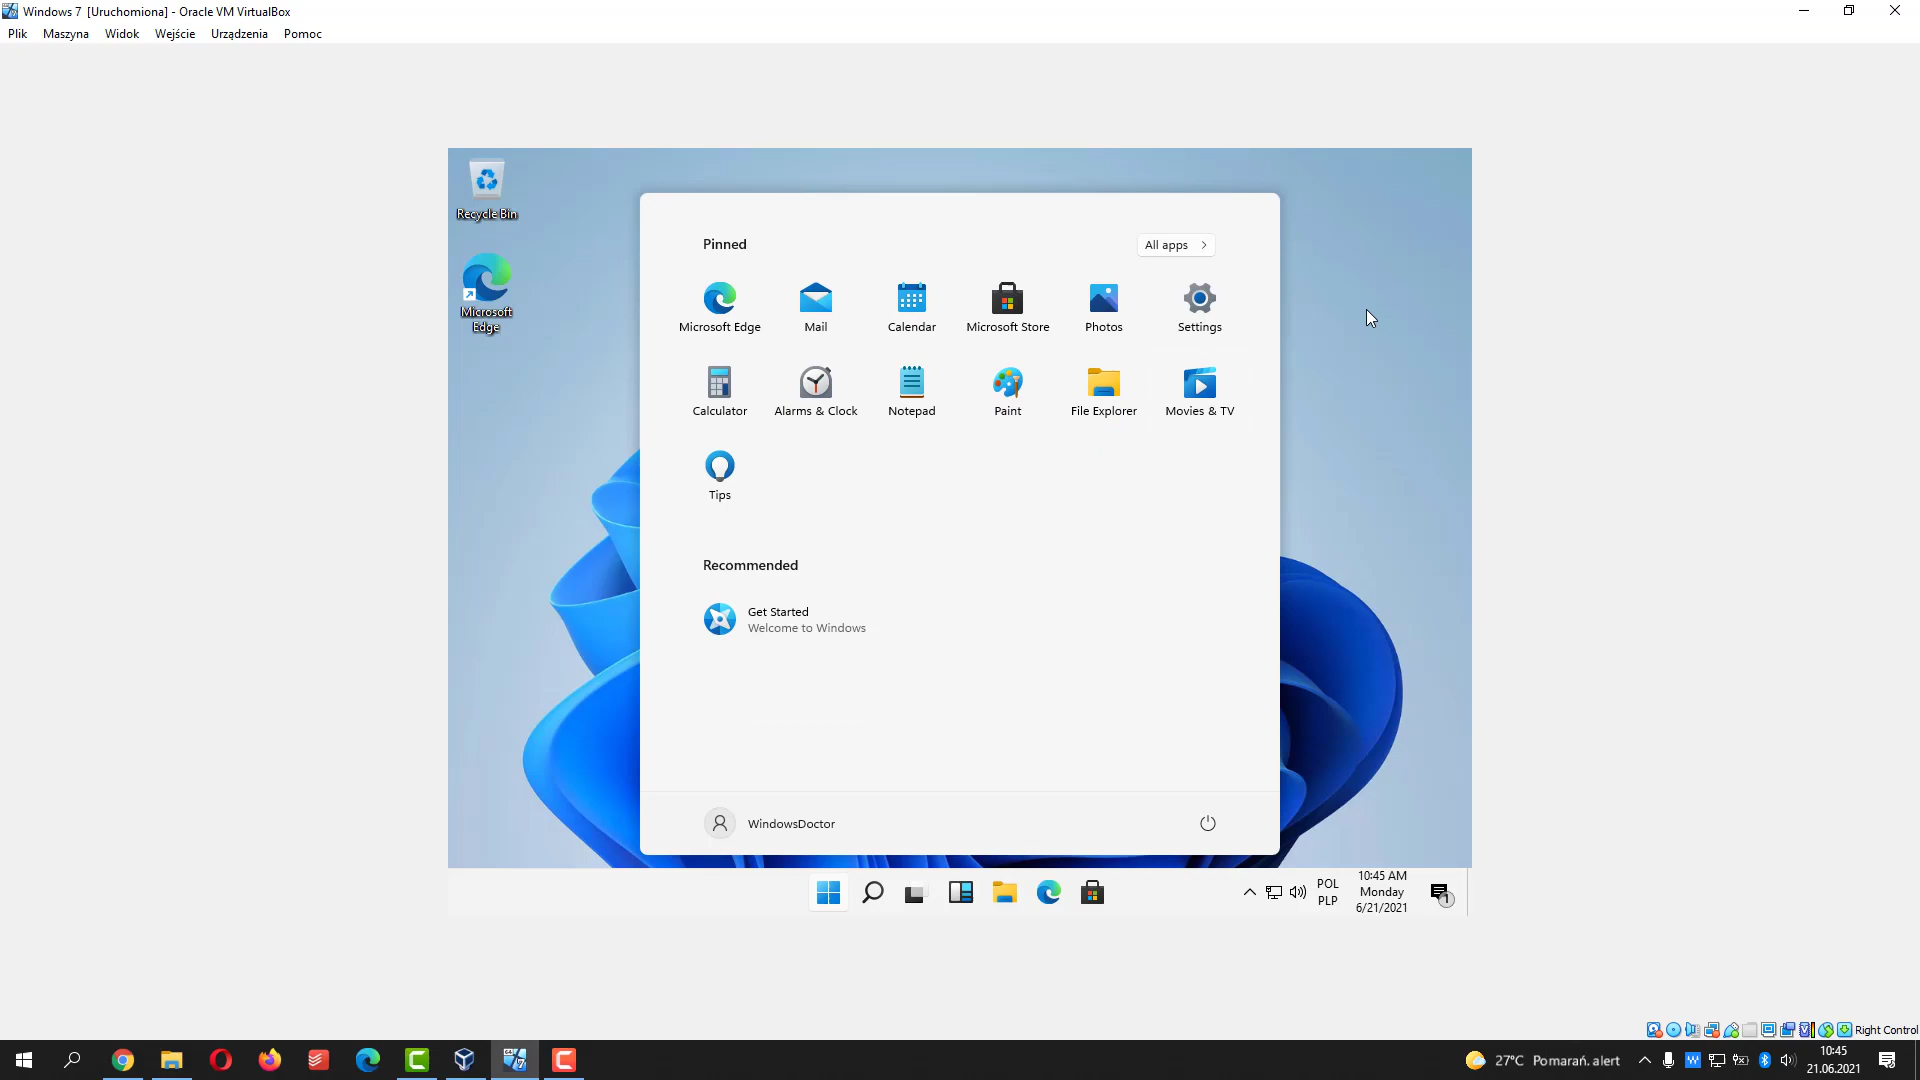 Windows 7 [Uruchomiona] - Oracle VM VirtualBox
Plik Maszyna Widok Wejście Urządzenia Pomoc
Recycle Bin
Microsoft
Edge
Pinned
All apps
Microsoft Edge Mail Calendar Microsoft Store Photos Settings
Calculator Alarms & Clock Notepad Paint File Explorer Movies & TV
Tips
Recommended
Get Started
Welcome to Windows
WindowsDoctor
POL
PLP
10:45 AM
Monday
6/21/2021
1
Right Control
27°C Pomarań. alert
10:45
21.06.2021